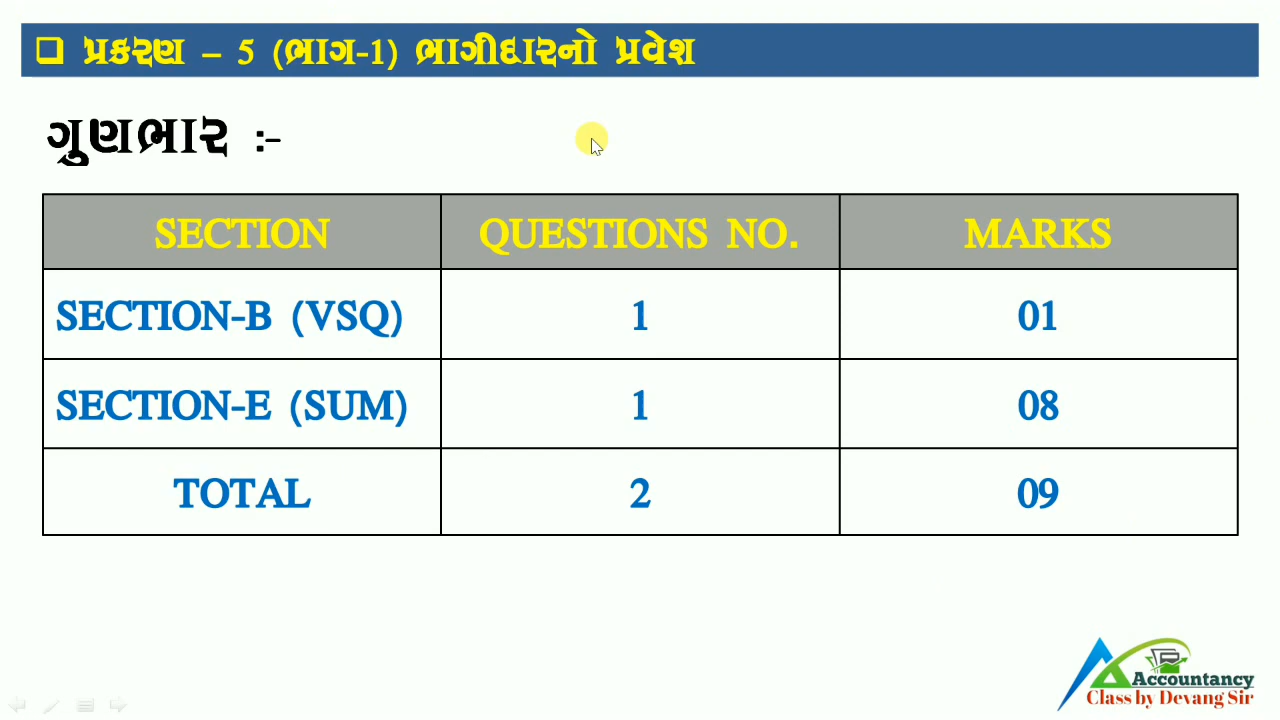 ❑ પ્રકરણ – 5 (ભાગ-1) ભાગીદારનો પ્રવેશ
ગુણભાર :-
SECTION QUESTIONS NO. MARKS
SECTION-B (VSQ) 1 01
SECTION-E (SUM) 1 08
TOTAL 2 09
Accountancy
Class by Devang Sir